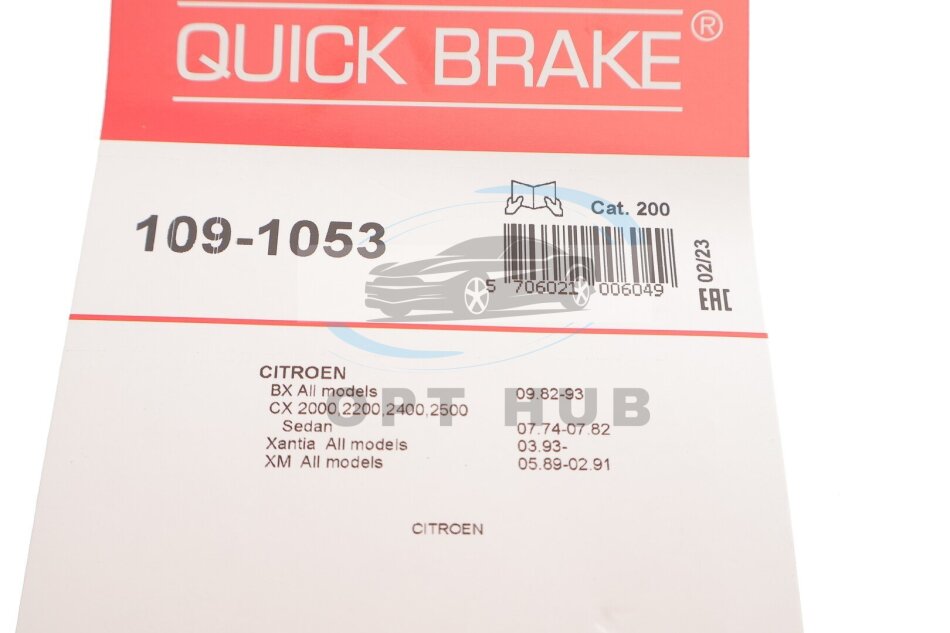 QUICK BRAKE®
109-1053
Cat. 200
5 706021 006049
02/23
EAC
CITROEN
BX All models 09.82-93
CX 2000,2200,2400,2500
Sedan 07.74-07.82
Xantia All models 03.93-
XM All models 05.89-02.91
OPT HUB
CITROEN